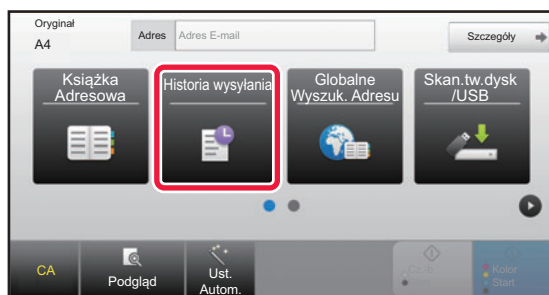 Oryginał
A4
Adres
Adres E-mail
Szczegóły
Książka
Adresowa
Historia wysyłania
Globalne
Wyszuk. Adresu
Skan.tw.dysk
/USB
CA
Podgląd
Ust.
Autom.
Kolor
Start